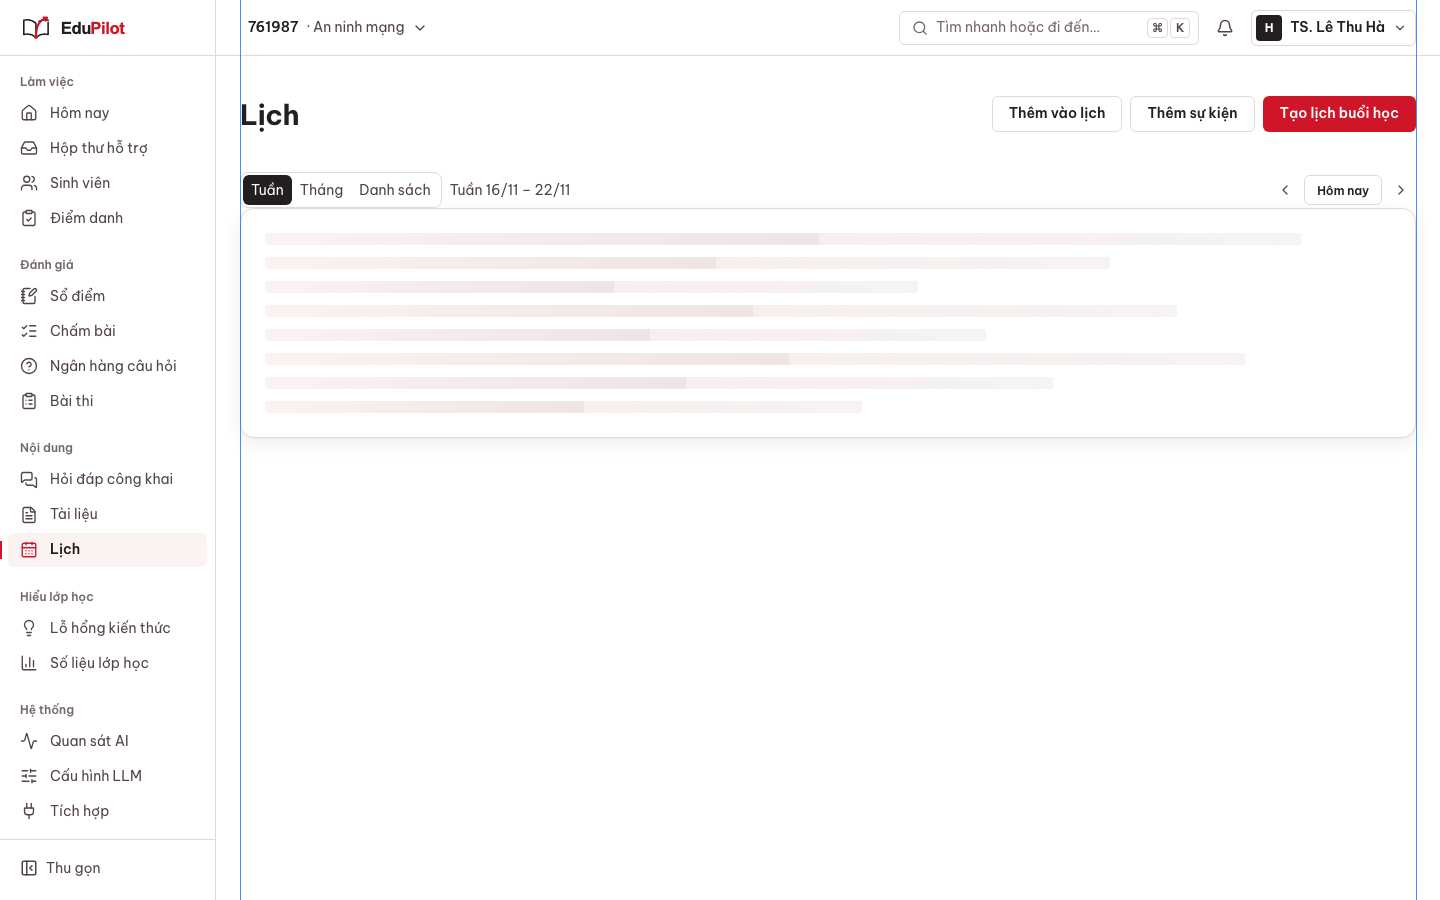 EduPilot
761987 · An ninh mạng
Tìm nhanh hoặc đi đến...
⌘ K
H
TS. Lê Thu Hà
Làm việc
Hôm nay
Hộp thư hỗ trợ
Sinh viên
Điểm danh
Đánh giá
Sổ điểm
Chấm bài
Ngân hàng câu hỏi
Bài thi
Nội dung
Hỏi đáp công khai
Tài liệu
Lịch
Hiểu lớp học
Lỗ hổng kiến thức
Số liệu lớp học
Hệ thống
Quan sát AI
Cấu hình LLM
Tích hợp
Thu gọn
Lịch
Thêm vào lịch
Thêm sự kiện
Tạo lịch buổi học
Tuần Tháng Danh sách Tuần 16/11 – 22/11
Hôm nay